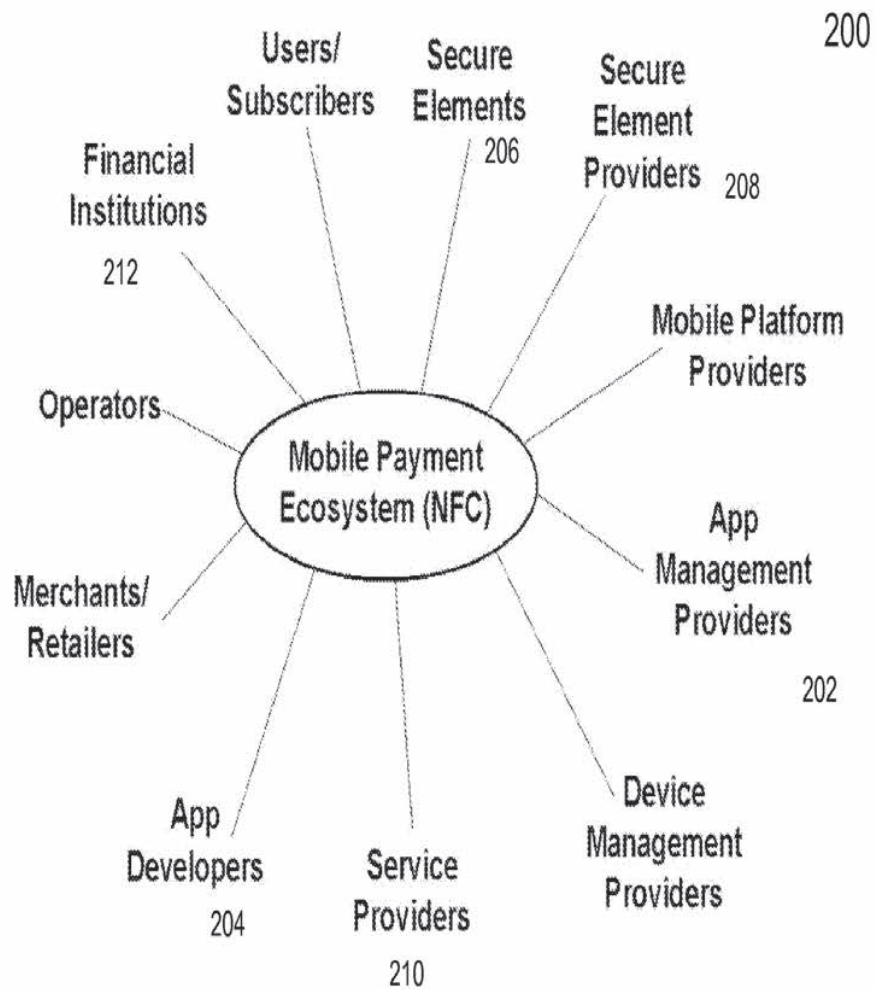 200
Users/
Subscribers
Secure
Elements
206
Secure
Element
Providers
208
Financial
Institutions
212
Mobile Platform
Providers
Operators
Mobile Payment
Ecosystem (NFC)
App
Management
Providers
202
Merchants/
Retailers
Device
Management
Providers
App
Developers
204
Service
Providers
210